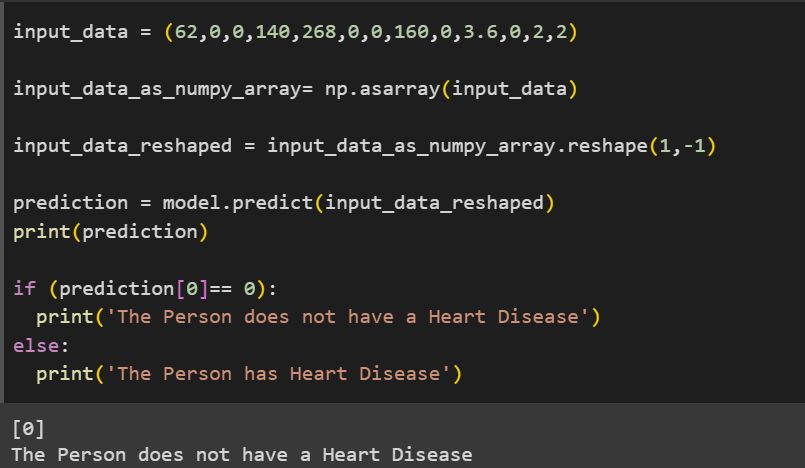 input_data = (62,0,0,140,268,0,0,160,0,3.6,0,2,2)
input_data_as_numpy_array= np.asarray(input_data)
input_data_reshaped = input_data_as_numpy_array.reshape(1,-1)
prediction = model.predict(input_data_reshaped)
print(prediction)
if (prediction[0]== 0):
  print('The Person does not have a Heart Disease')
else:
  print('The Person has Heart Disease')
[0]
The Person does not have a Heart Disease